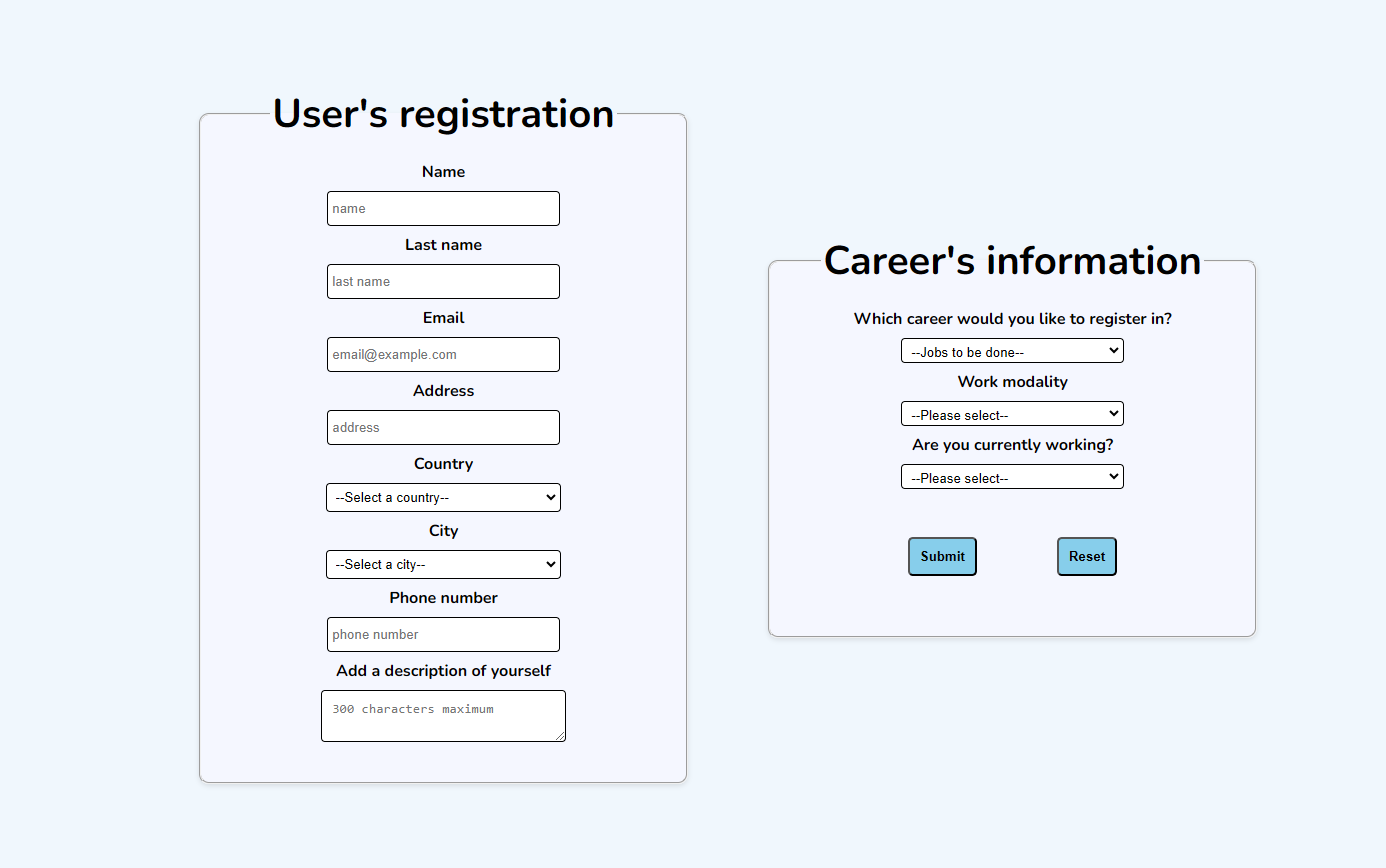 User's registration
Name
name
Last name
last name
Email
email@example.com
Address
address
Country
--Select a country--
City
--Select a city--
Phone number
phone number
Add a description of yourself
300 characters maximum
Career's information
Which career would you like to register in?
--Jobs to be done--
Work modality
--Please select--
Are you currently working?
--Please select--
Submit Reset